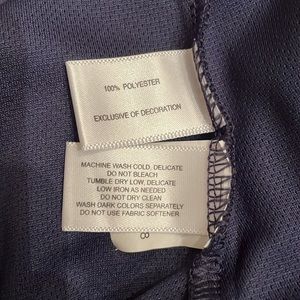 100% POLYESTER
EXCLUSIVE OF DECORATION
MACHINE WASH COLD, DELICATE
DO NOT BLEACH
TUMBLE DRY LOW, DELICATE
LOW IRON AS NEEDED
DO NOT DRY CLEAN
WASH DARK COLORS SEPARATELY
DO NOT USE FABRIC SOFTENER
8